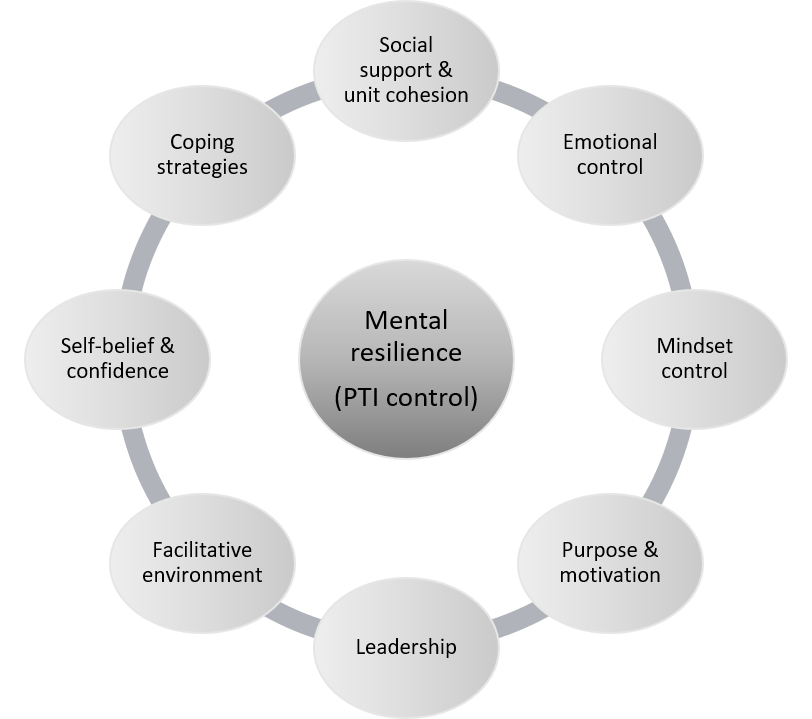 Social
support &
unit cohesion
Emotional
control
Mindset
control
Purpose &
motivation
Leadership
Facilitative
environment
Self-belief &
confidence
Coping
strategies
Mental
resilience
(PTI control)